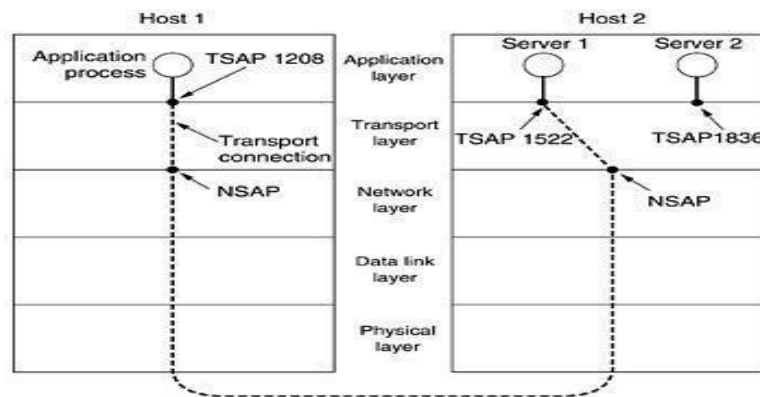 Host 1
Host 2
Application
process
TSAP 1208
Application
layer
Server 1
Server 2
Transport
connection
Transport
layer
TSAP 1522
TSAP1836
NSAP
Network
layer
NSAP
Data link
layer
Physical
layer